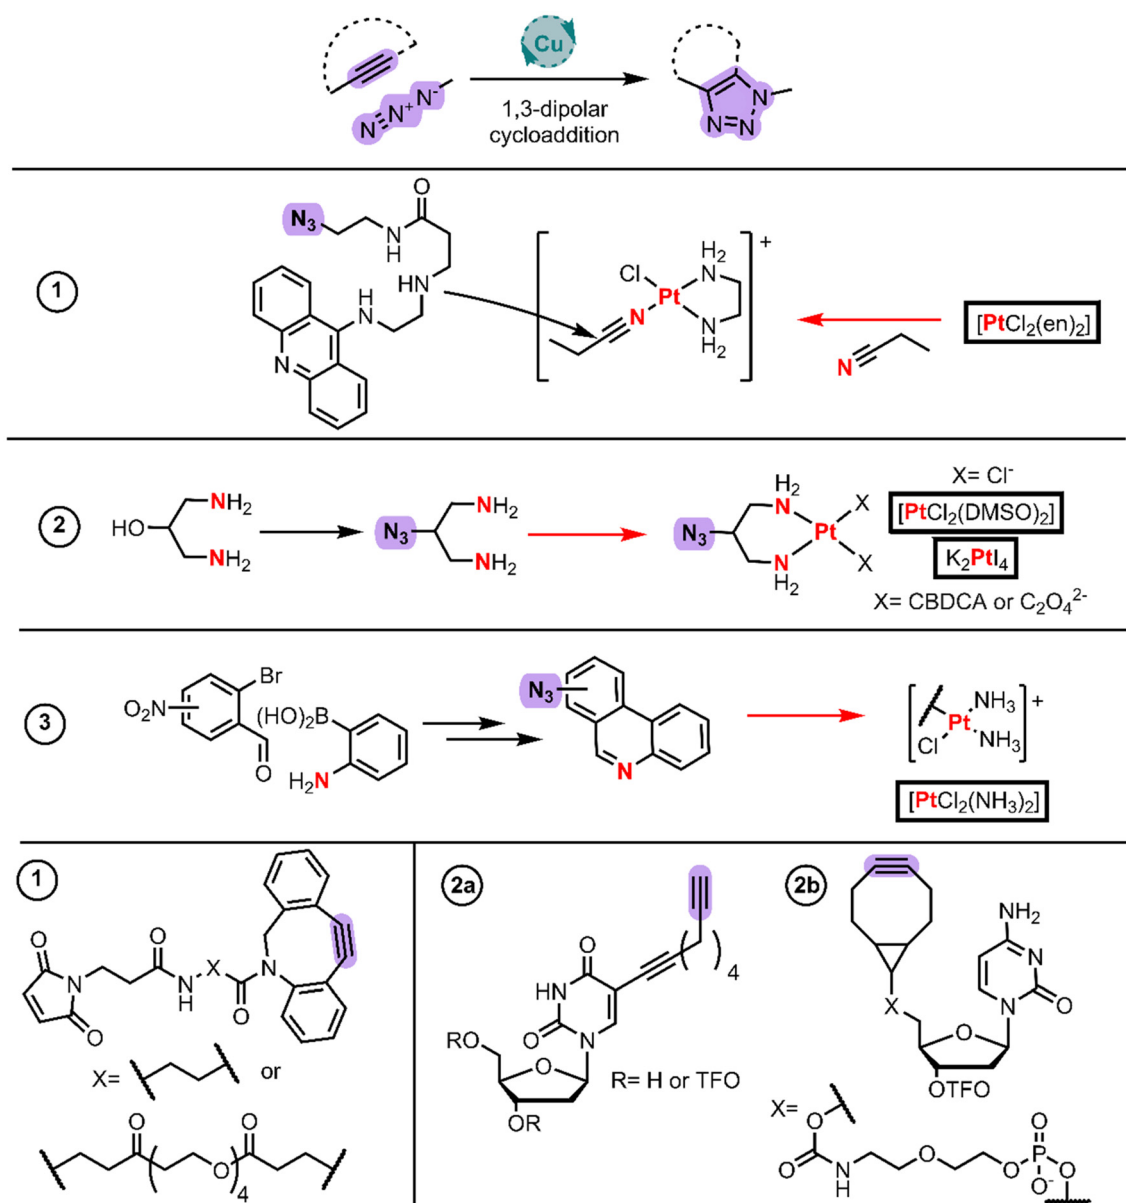 Cu
N≡N⁺ N⁻
1,3-dipolar
cycloaddition
N
N=N
1
N₃
O
N
H
HN
H
N
N
Cl
H₂
N
Pt
N
N
H₂
+
[PtCl₂(en)₂]
N
2
NH₂
HO
NH₂
NH₂
N₃
NH₂
H₂
N
X
N₃
Pt
N
H₂
X
X= Cl⁻
[PtCl₂(DMSO)₂]
K₂PtI₄
X= CBDCA or C₂O₄²⁻
3
O₂N
Br
O
(HO)₂B
H₂N
N₃
N
NH₃
Pt
Cl
NH₃
+
[PtCl₂(NH₃)₂]
1
O
N
O
O
N
H
X
O
N
X=
or
O
O
O
4
2a
4
O
HN
O
N
RO
O
OR
R= H or TFO
2b
NH₂
N
N
O
X
O
OTFO
X=
O
O
N
H
O
O
O
P
O⁻
O